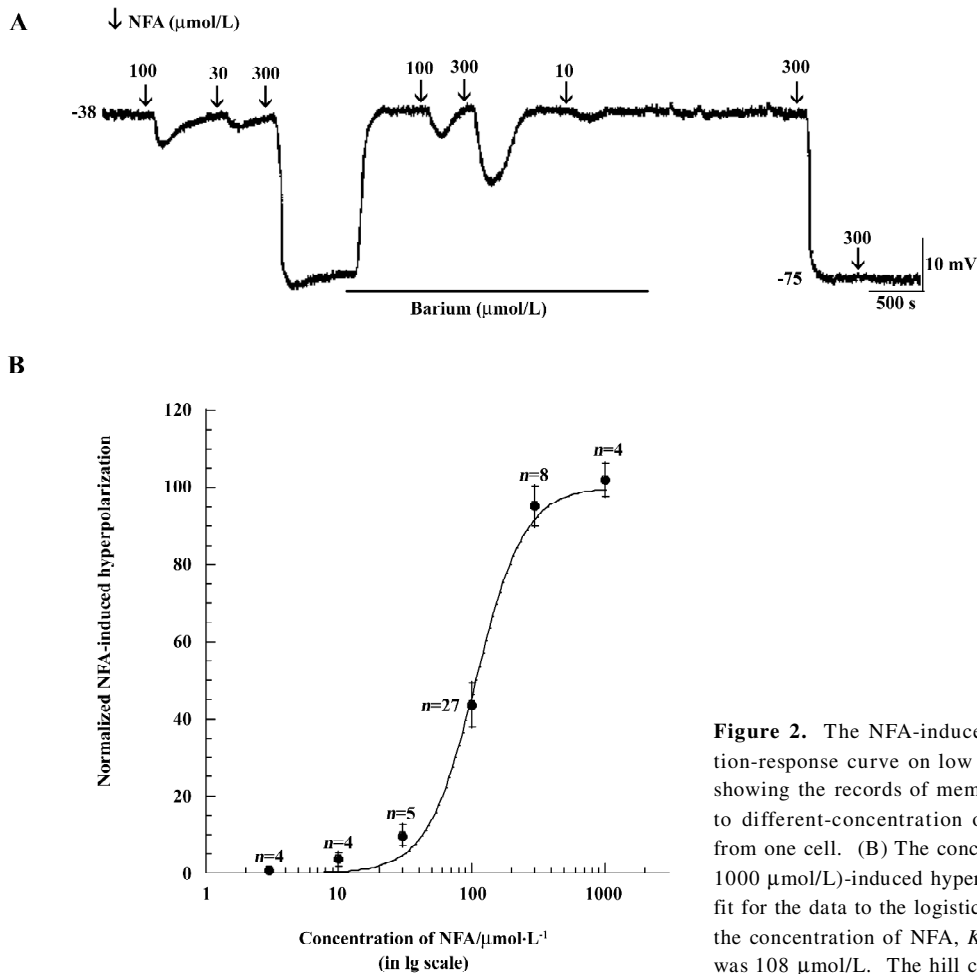 A
↓ NFA (μmol/L)
100 30 300 100 300 10 300
-38
300
-75
10 mV
500 s
Barium (μmol/L)
B
Normalized NFA-induced hyperpolarization
120
100
80
60
40
20
0
n=4
n=4
n=5
n=27
n=8
n=4
1 10 100 1000
Concentration of NFA/μmol·L⁻¹
(in lg scale)
Figure 2. The NFA-induce
tion-response curve on low
showing the records of mem
to different-concentration o
from one cell. (B) The conc
1000 μmol/L)-induced hyper
fit for the data to the logistic
the concentration of NFA, K
was 108 μmol/L. The hill c